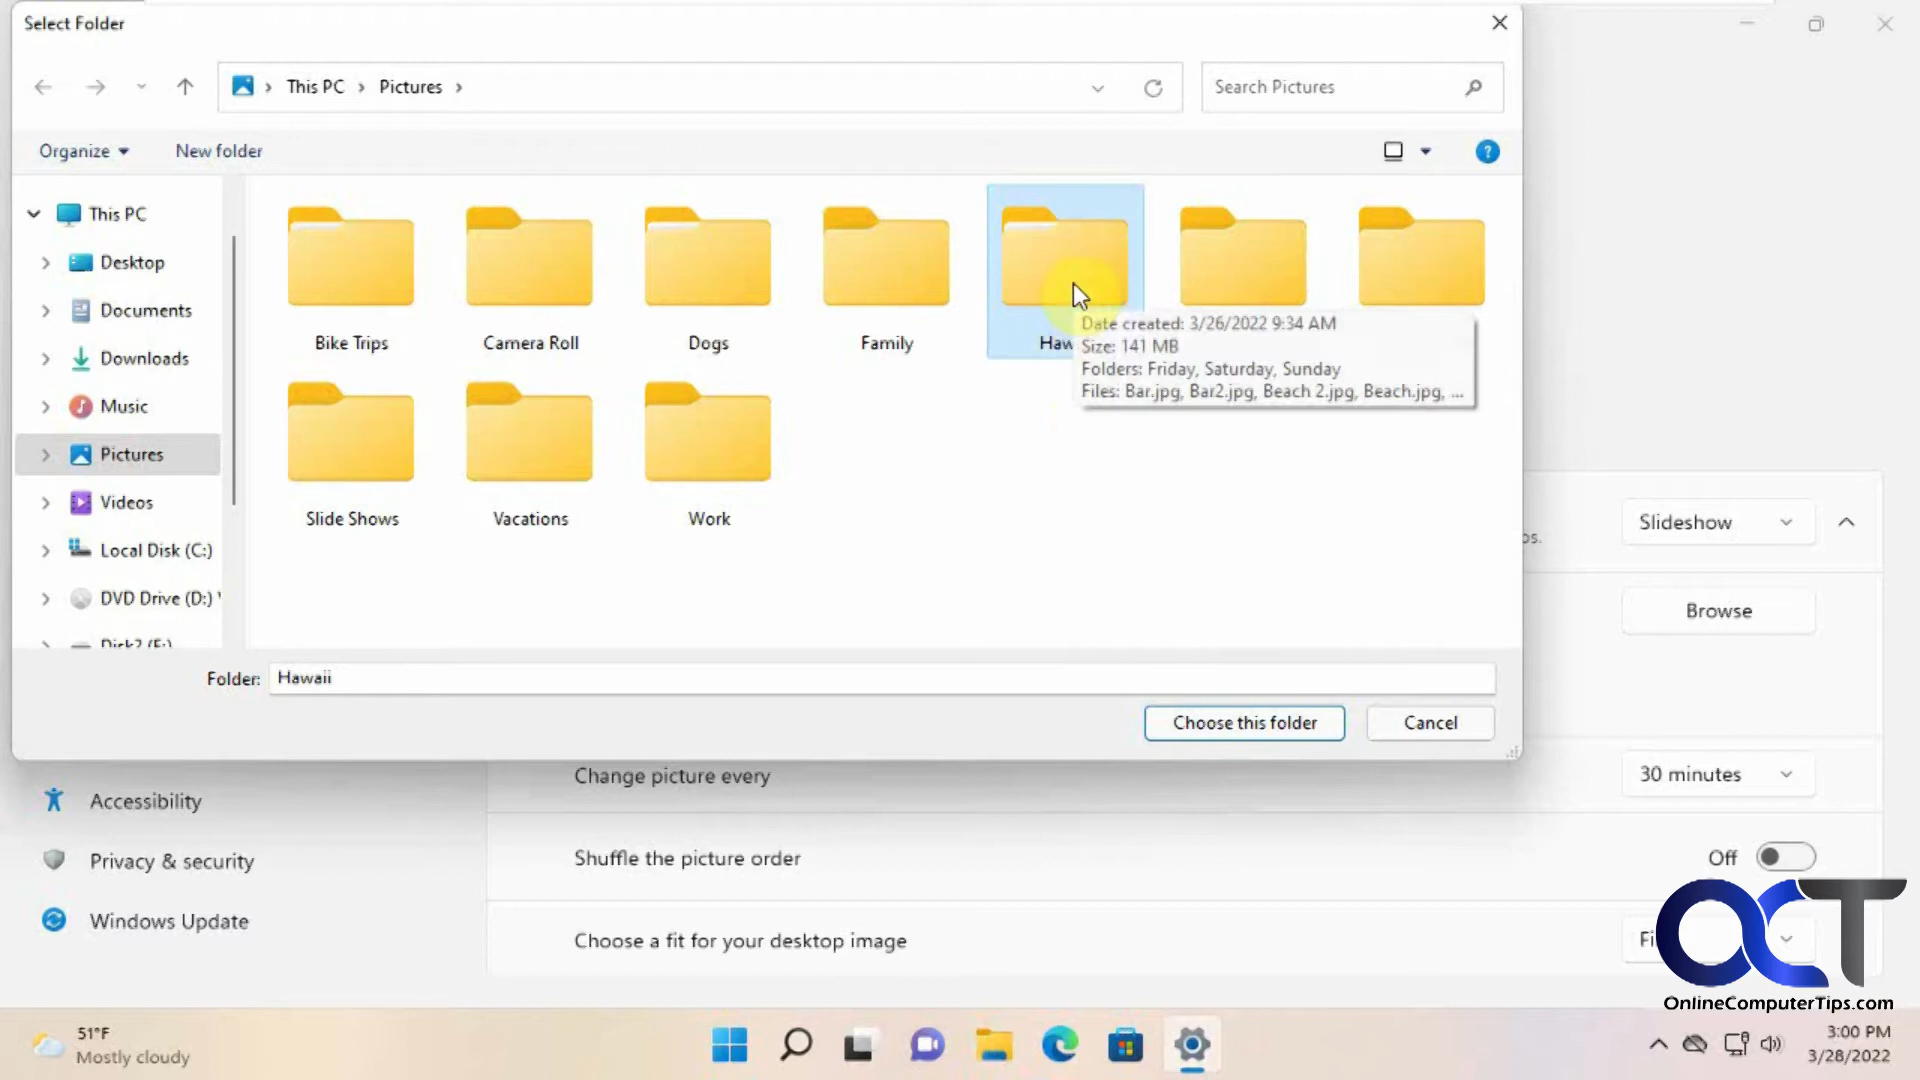 Select Folder
This PC > Pictures >
Search Pictures
Organize
New folder
?
This PC
Desktop
Documents
Downloads
Music
Pictures
Videos
Local Disk (C:)
DVD Drive (D:)
Bike Trips
Camera Roll
Dogs
Family
Date created: 3/26/2022 9:34 AM
Size: 141 MB
Folders: Friday, Saturday, Sunday
Files: Bar.jpg, Bar2.jpg, Beach 2.jpg, Beach.jpg, ...
Slide Shows
Vacations
Work
Folder: Hawaii
Choose this folder
Cancel
Slideshow
Browse
Change picture every
30 minutes
Accessibility
Shuffle the picture order
Off
Privacy & security
Windows Update
Choose a fit for your desktop image
OCT
OnlineComputerTips.com
51°F
Mostly cloudy
3:00 PM
3/28/2022